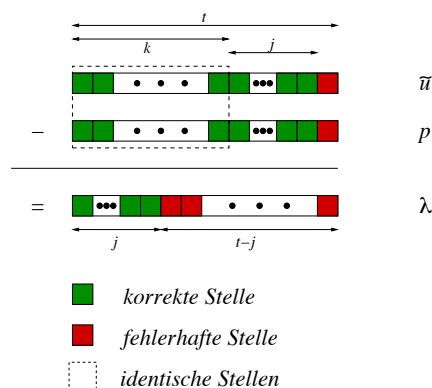 t
k j
ũ
− p
= λ
j t−j
korrekte Stelle
fehlerhafte Stelle
identische Stellen